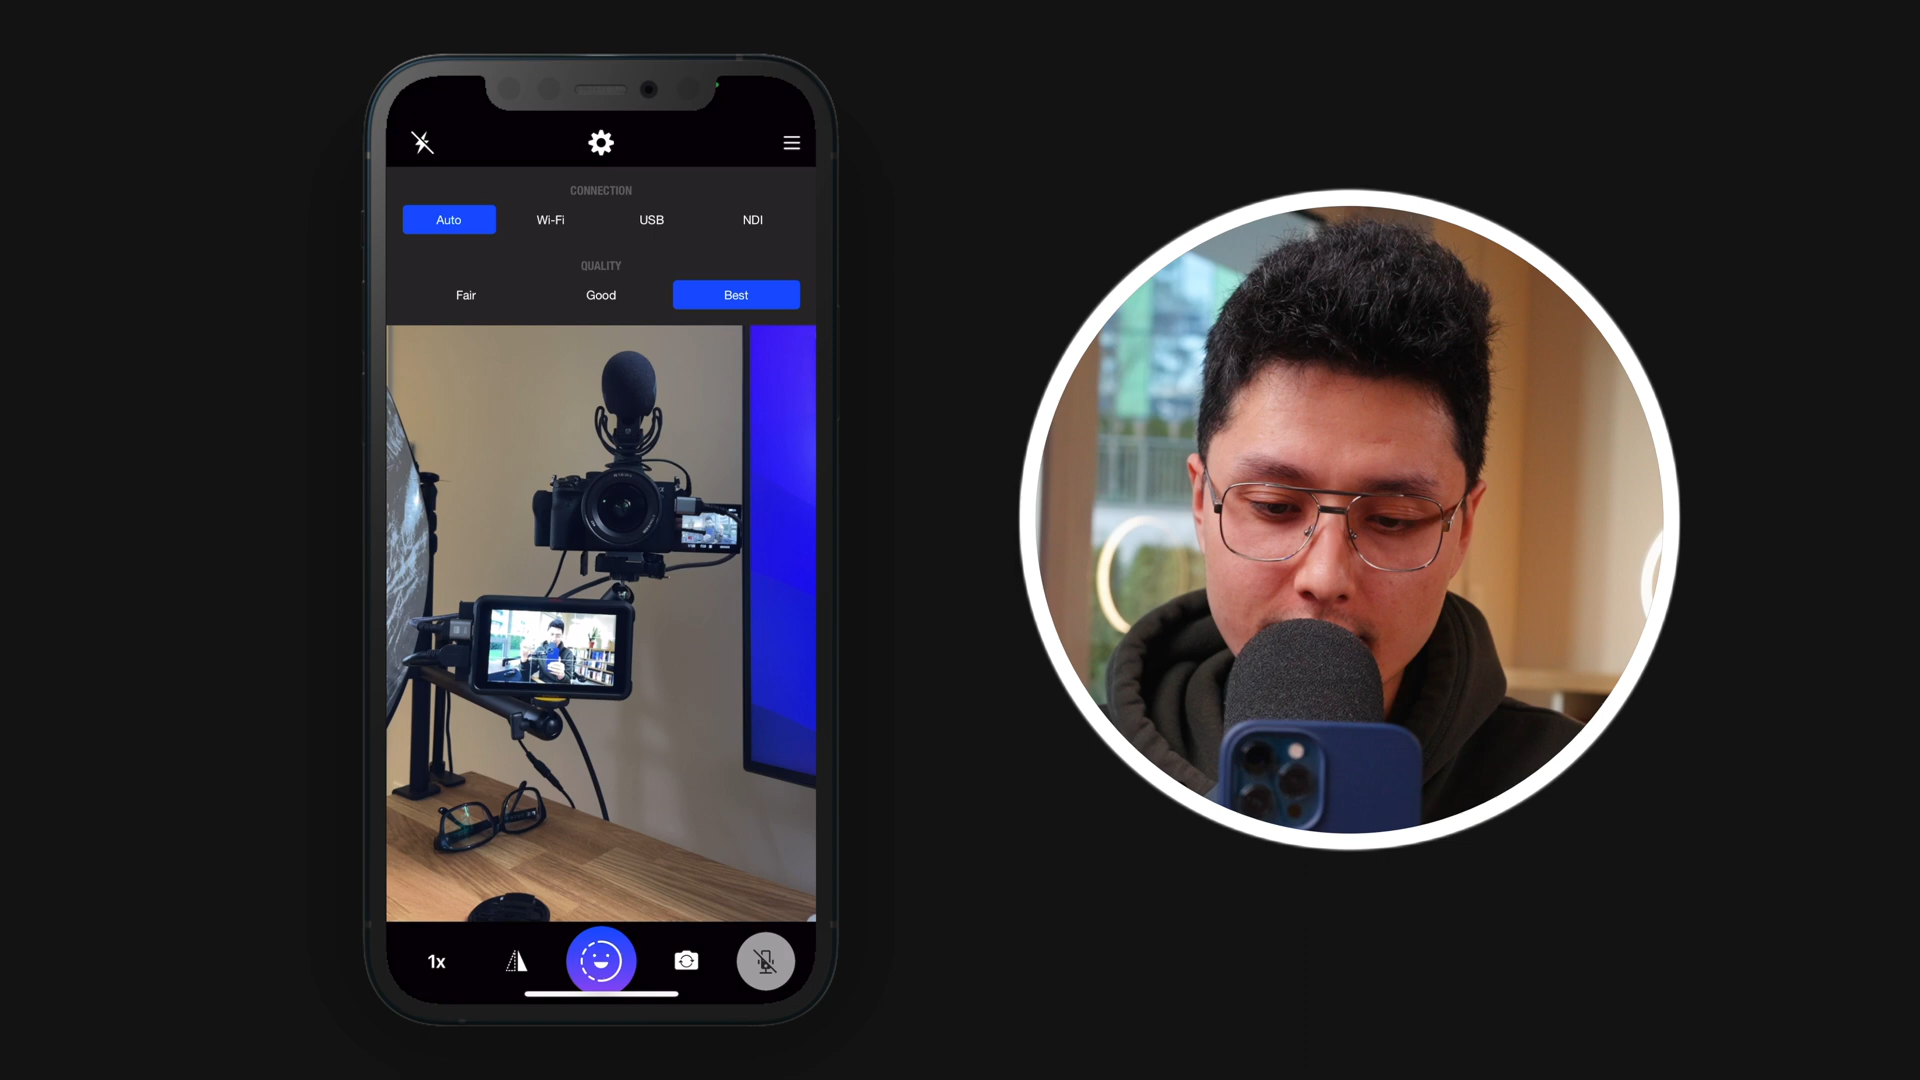 CONNECTION
Auto Wi-Fi USB NDI
QUALITY
Fair Good Best
1x